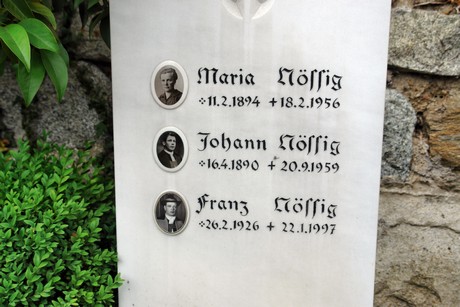 Maria Nössig
÷11.2.1894 +18.2.1956
Johann Nössig
÷16.4.1890 +20.9.1959
Franz Nössig
÷26.2.1926 +22.1.1997